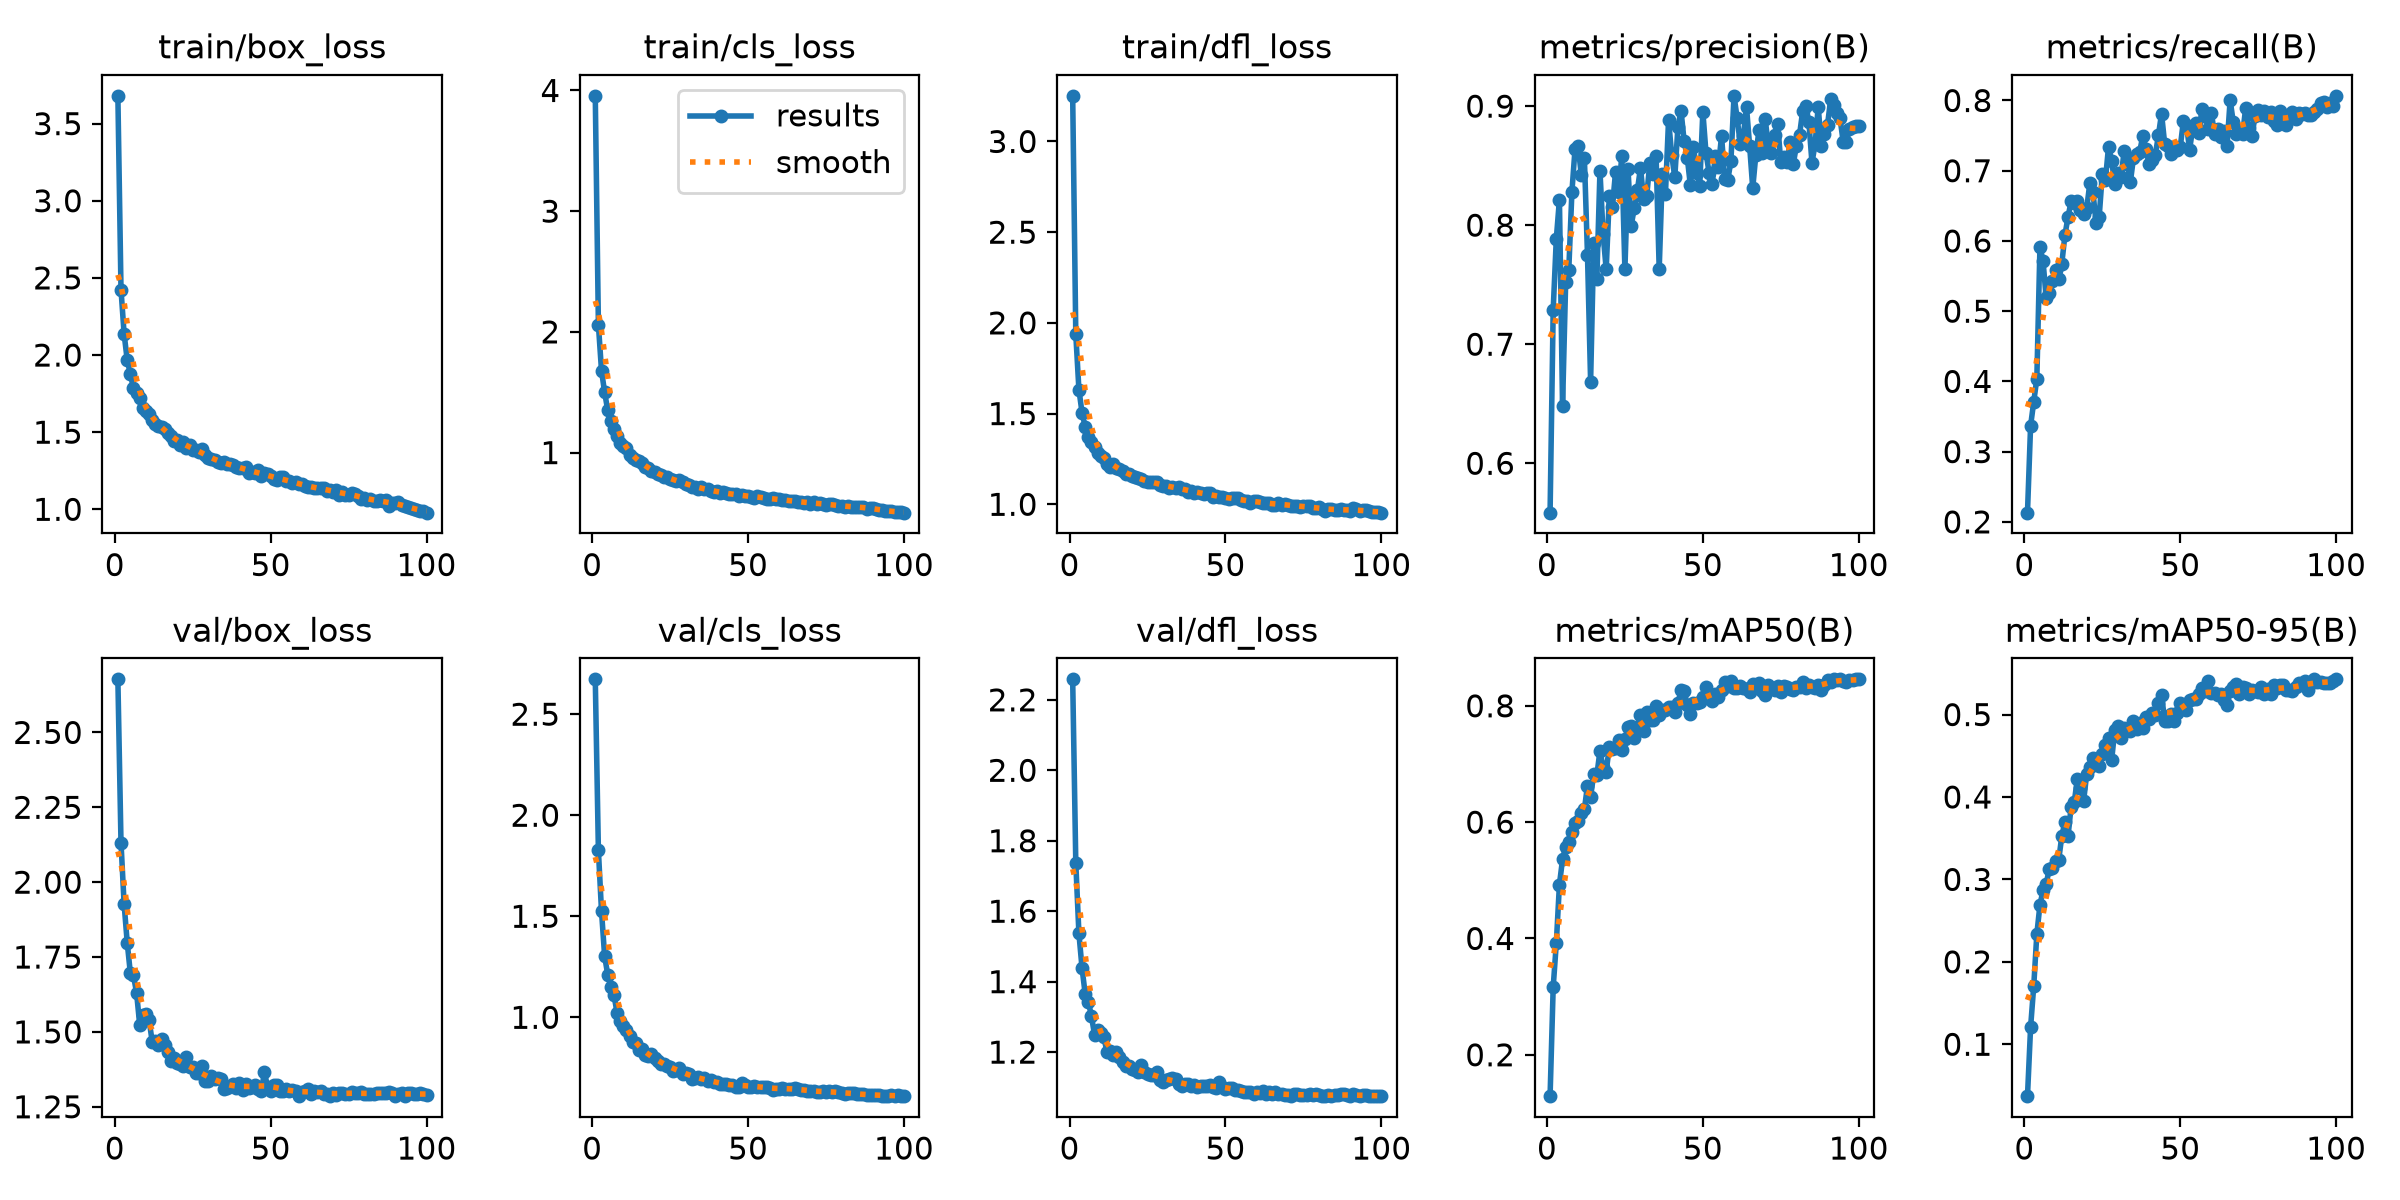 train/box_loss
3.5
3.0
2.5
2.0
1.5
1.0
0 50 100
train/cls_loss
results
smooth
4
3
2
1
0 50 100
train/dfl_loss
3.0
2.5
2.0
1.5
1.0
0 50 100
metrics/precision(B)
0.9
0.8
0.7
0.6
0 50 100
metrics/recall(B)
0.8
0.7
0.6
0.5
0.4
0.3
0.2
0 50 100
val/box_loss
2.50
2.25
2.00
1.75
1.50
1.25
0 50 100
val/cls_loss
2.5
2.0
1.5
1.0
0 50 100
val/dfl_loss
2.2
2.0
1.8
1.6
1.4
1.2
0 50 100
metrics/mAP50(B)
0.8
0.6
0.4
0.2
0 50 100
metrics/mAP50-95(B)
0.5
0.4
0.3
0.2
0.1
0 50 100